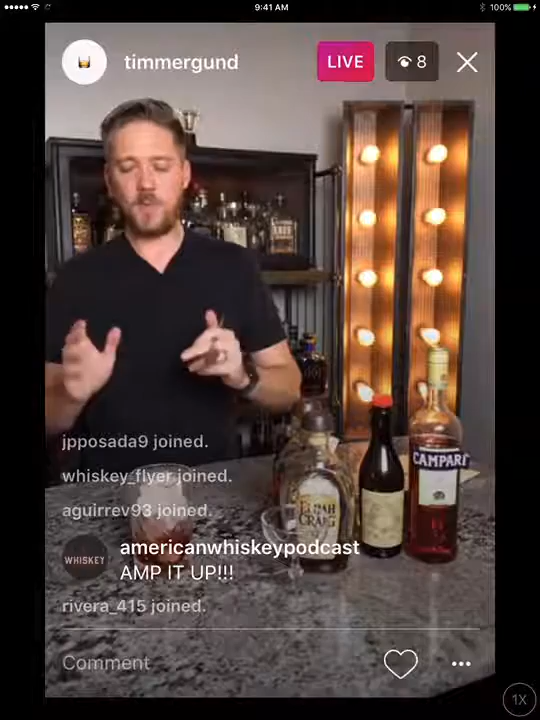 9:41 AM
100%
timmergund
LIVE
8
CAMPARI
ELIJAH
CRAIG
jpposada9 joined.
whiskey_flyer joined.
aguirrev93 joined.
WHISKEY
americanwhiskeypodcast
AMP IT UP!!!
rivera_415 joined.
Comment
1X